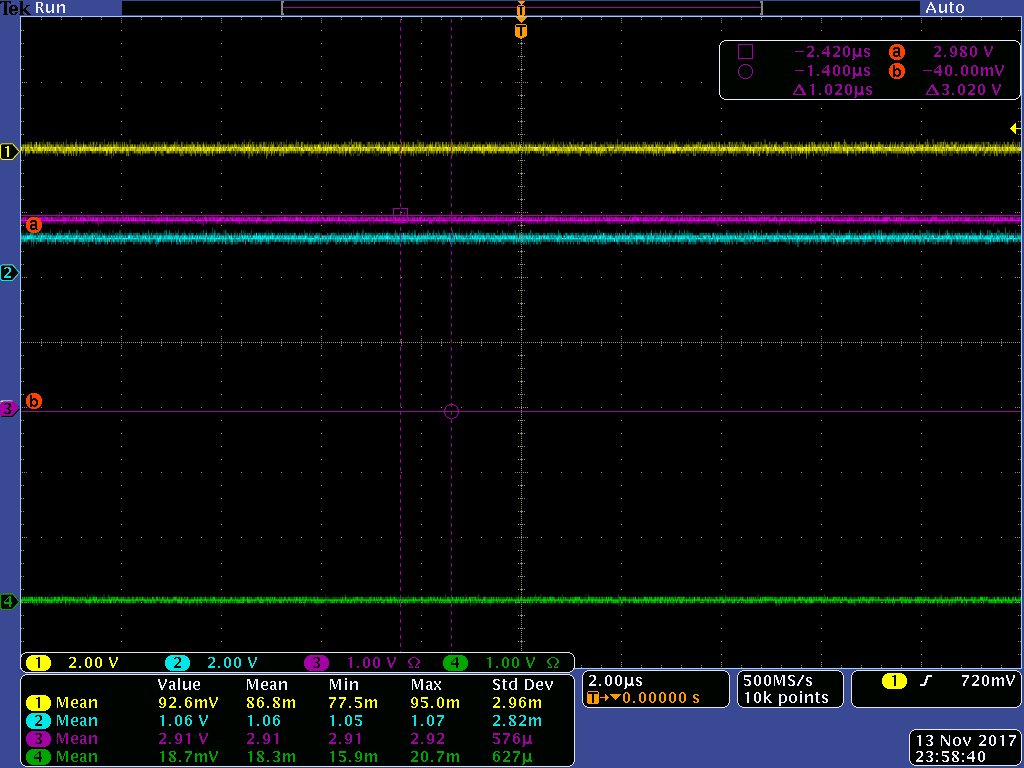 Tek Run Auto
T
T
−2.420μs a 2.980 V
−1.400μs b −40.00mV
Δ1.020μs Δ3.020 V
1
a
2
b
3
4
1 2.00 V 2 2.00 V 3 1.00 V Ω 4 1.00 V Ω
Value Mean Min Max Std Dev
1 Mean 92.6mV 86.8m 77.5m 95.0m 2.96m
2 Mean 1.06 V 1.06 1.05 1.07 2.82m
3 Mean 2.91 V 2.91 2.91 2.92 576μ
4 Mean 18.7mV 18.3m 15.9m 20.7m 627μ
2.00μs
T→▼0.00000 s
500MS/s
10k points
1 720mV
13 Nov 2017
23:58:40